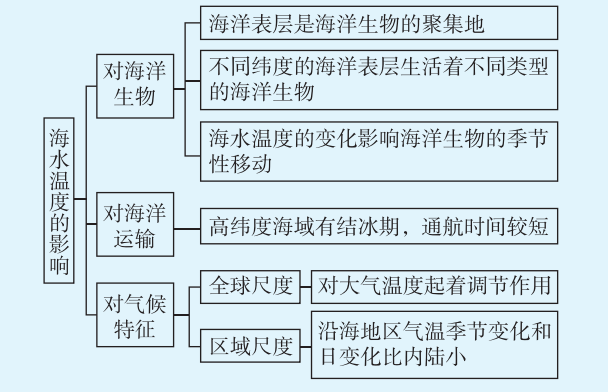 海水温度的影响
对海洋
生物
海洋表层是海洋生物的聚集地
不同纬度的海洋表层生活着不同类型
的海洋生物
海水温度的变化影响海洋生物的季节
性移动
对海洋
运输
高纬度海域有结冰期，通航时间较短
对气候
特征
全球尺度
对大气温度起着调节作用
区域尺度
沿海地区气温季节变化和
日变化比内陆小